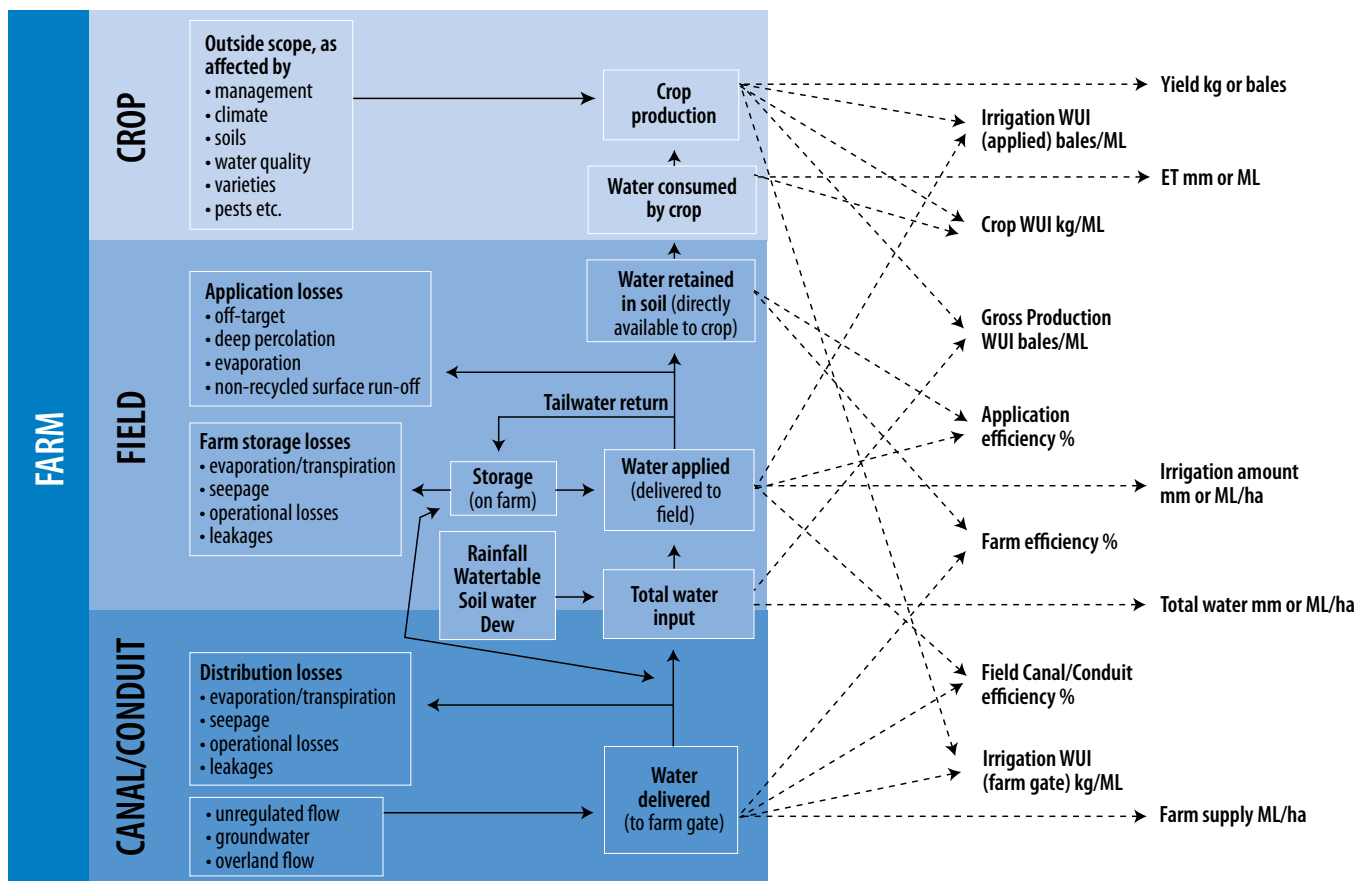 FARM
CROP
Outside scope, as
affected by
• management
• climate
• soils
• water quality
• varieties
• pests etc.
Crop
production
Water consumed
by crop
FIELD
Application losses
• off-target
• deep percolation
• evaporation
• non-recycled surface run-off
Water retained
in soil (directly
available to crop)
Tailwater return
Farm storage losses
• evaporation/transpiration
• seepage
• operational losses
• leakages
Storage
(on farm)
Water applied
(delivered to
field)
Rainfall
Watertable
Soil water
Dew
Total water
input
CANAL/CONDUIT
Distribution losses
• evaporation/transpiration
• seepage
• operational losses
• leakages
• unregulated flow
• groundwater
• overland flow
Water
delivered
(to farm gate)
Yield kg or bales
Irrigation WUI
(applied) bales/ML
ET mm or ML
Crop WUI kg/ML
Gross Production
WUI bales/ML
Application
efficiency %
Irrigation amount
mm or ML/ha
Farm efficiency %
Total water mm or ML/ha
Field Canal/Conduit
efficiency %
Irrigation WUI
(farm gate) kg/ML
Farm supply ML/ha